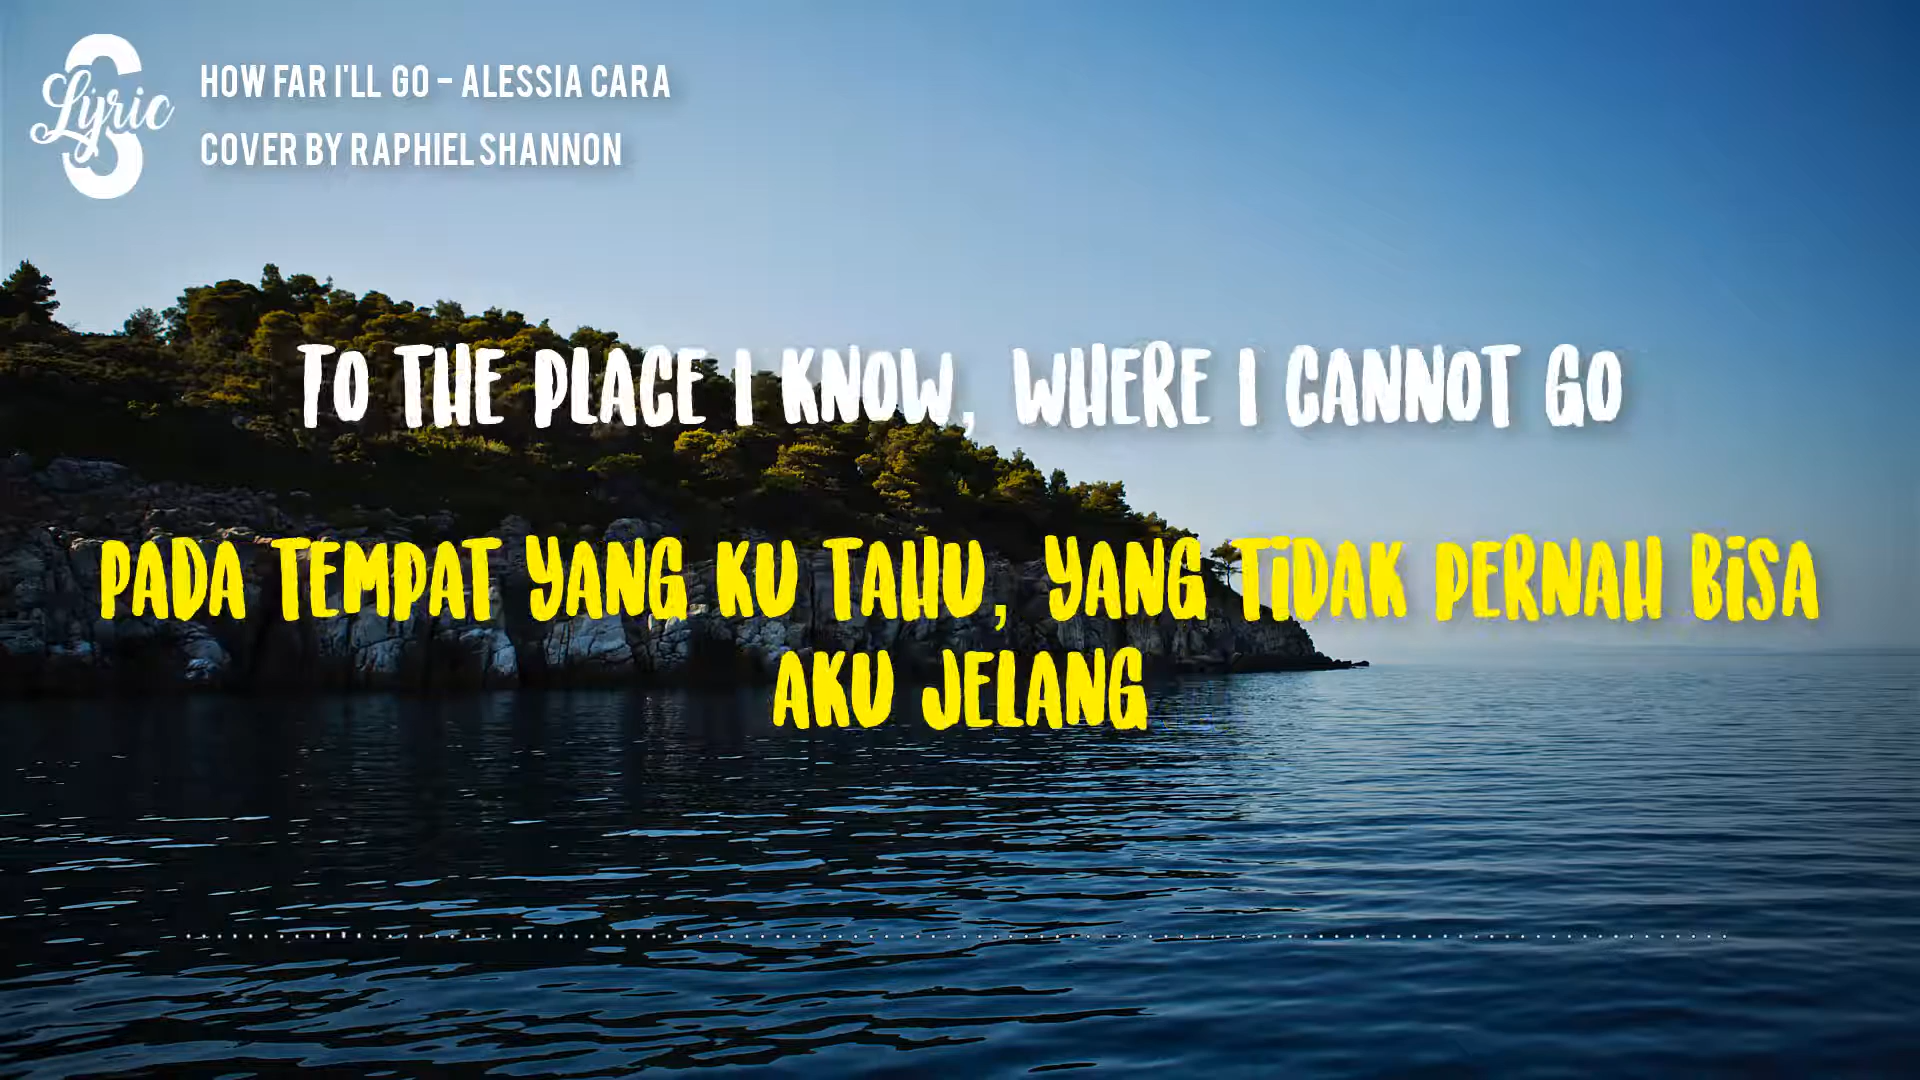 S
Lyric
HOW FAR I'LL GO - ALESSIA CARA
COVER BY RAPHIEL SHANNON
TO THE PLACE I KNOW, WHERE I CANNOT GO
PADA TEMPAT YANG KU TAHU, YANG TIDAK PERNAH BISA
AKU JELANG